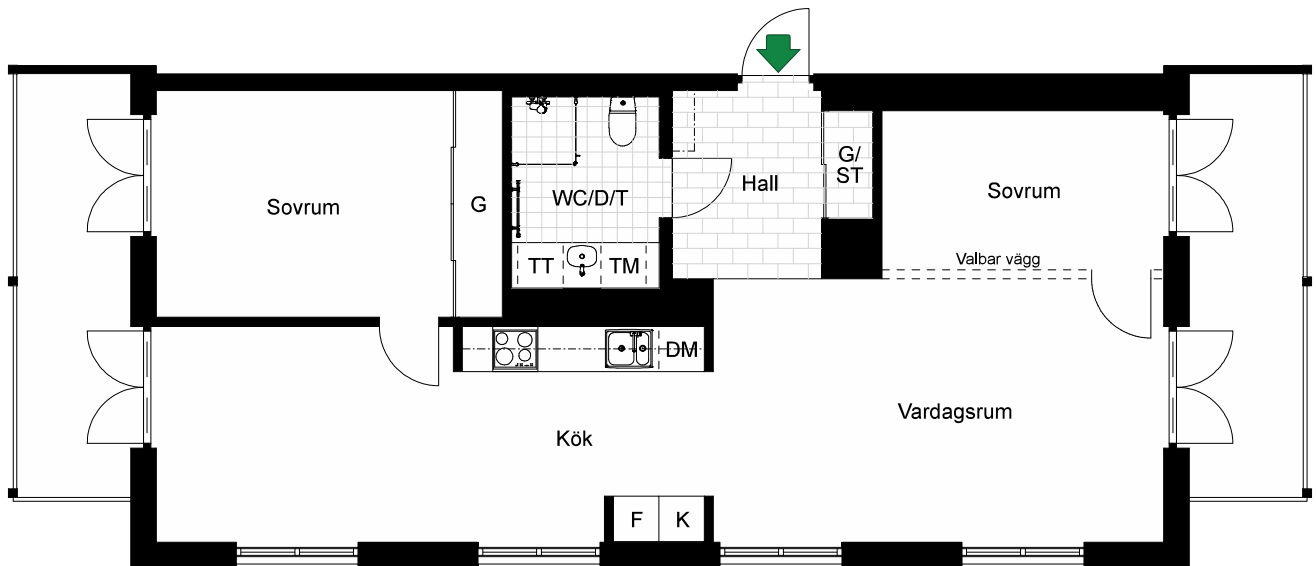 G/
ST
Hall
Sovrum
G
WC/D/T
Sovrum
Valbar vägg
TT
TM
DM
Vardagsrum
Kök
F
K